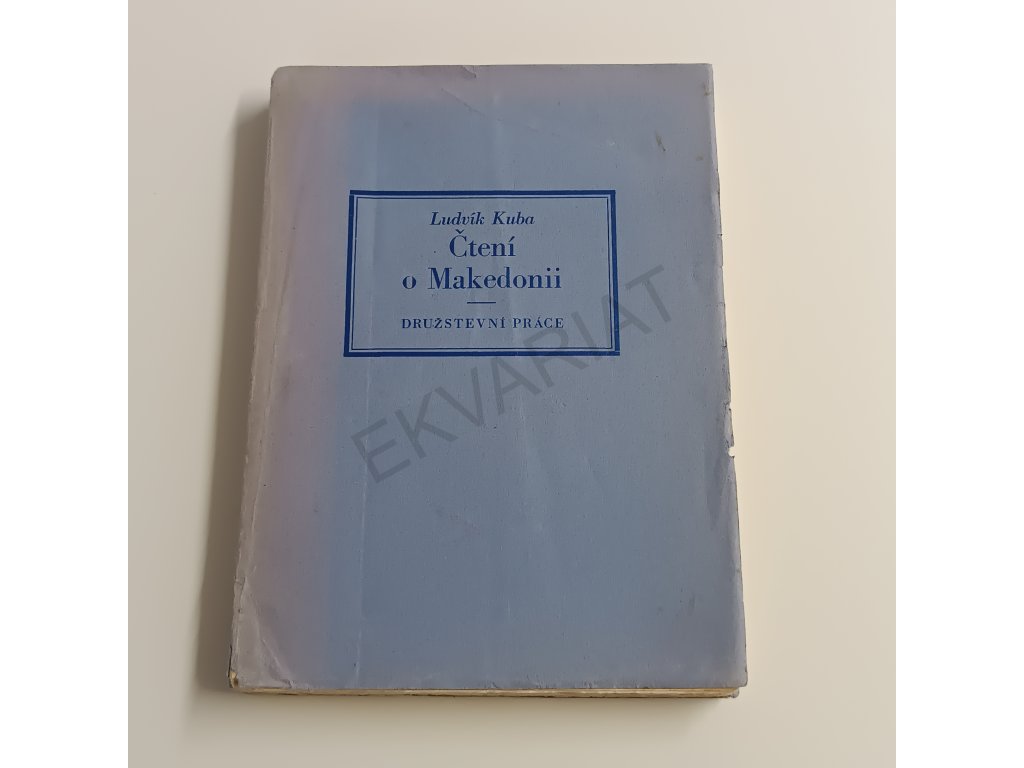 Ludvík Kuba
Čtení
o Makedonii
DRUŽSTEVNÍ PRÁCE
EKVARIAT